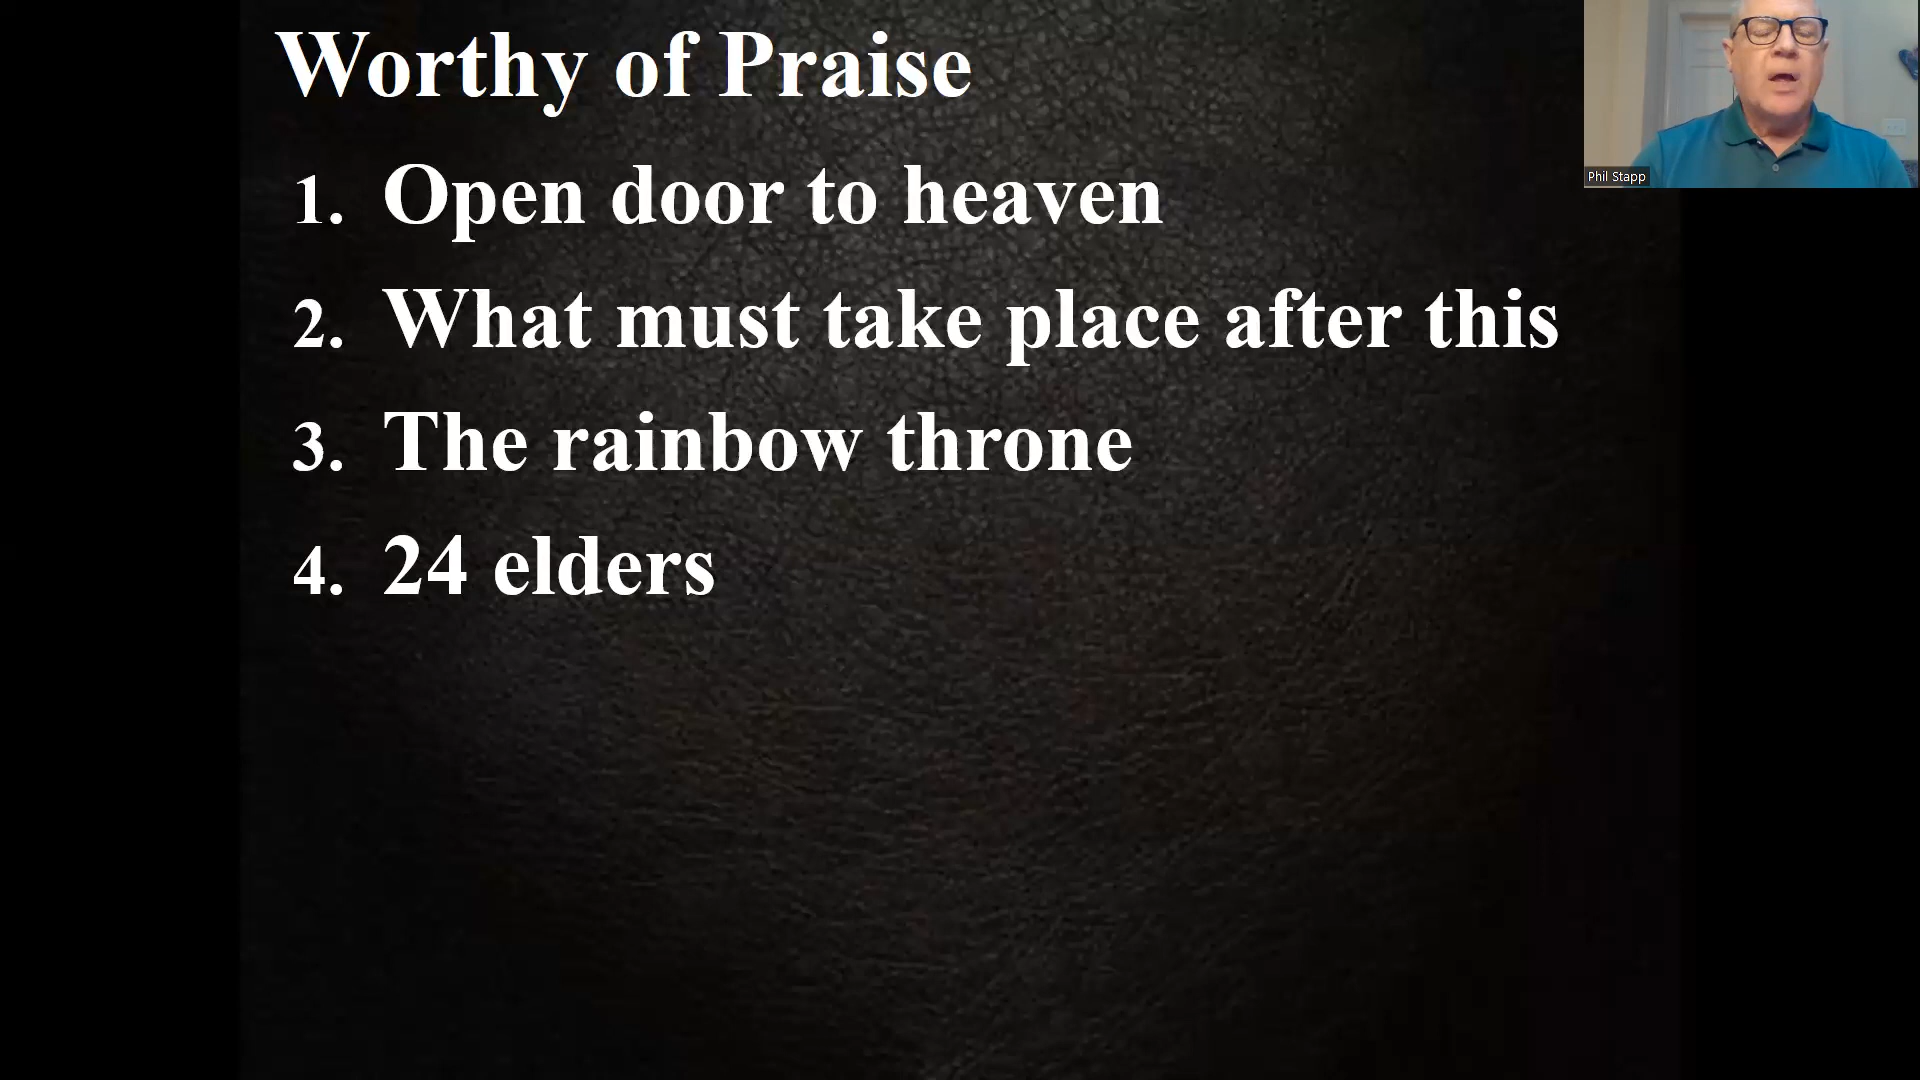 Worthy of Praise
1. Open door to heaven
2. What must take place after this
3. The rainbow throne
4. 24 elders
Phil Stapp